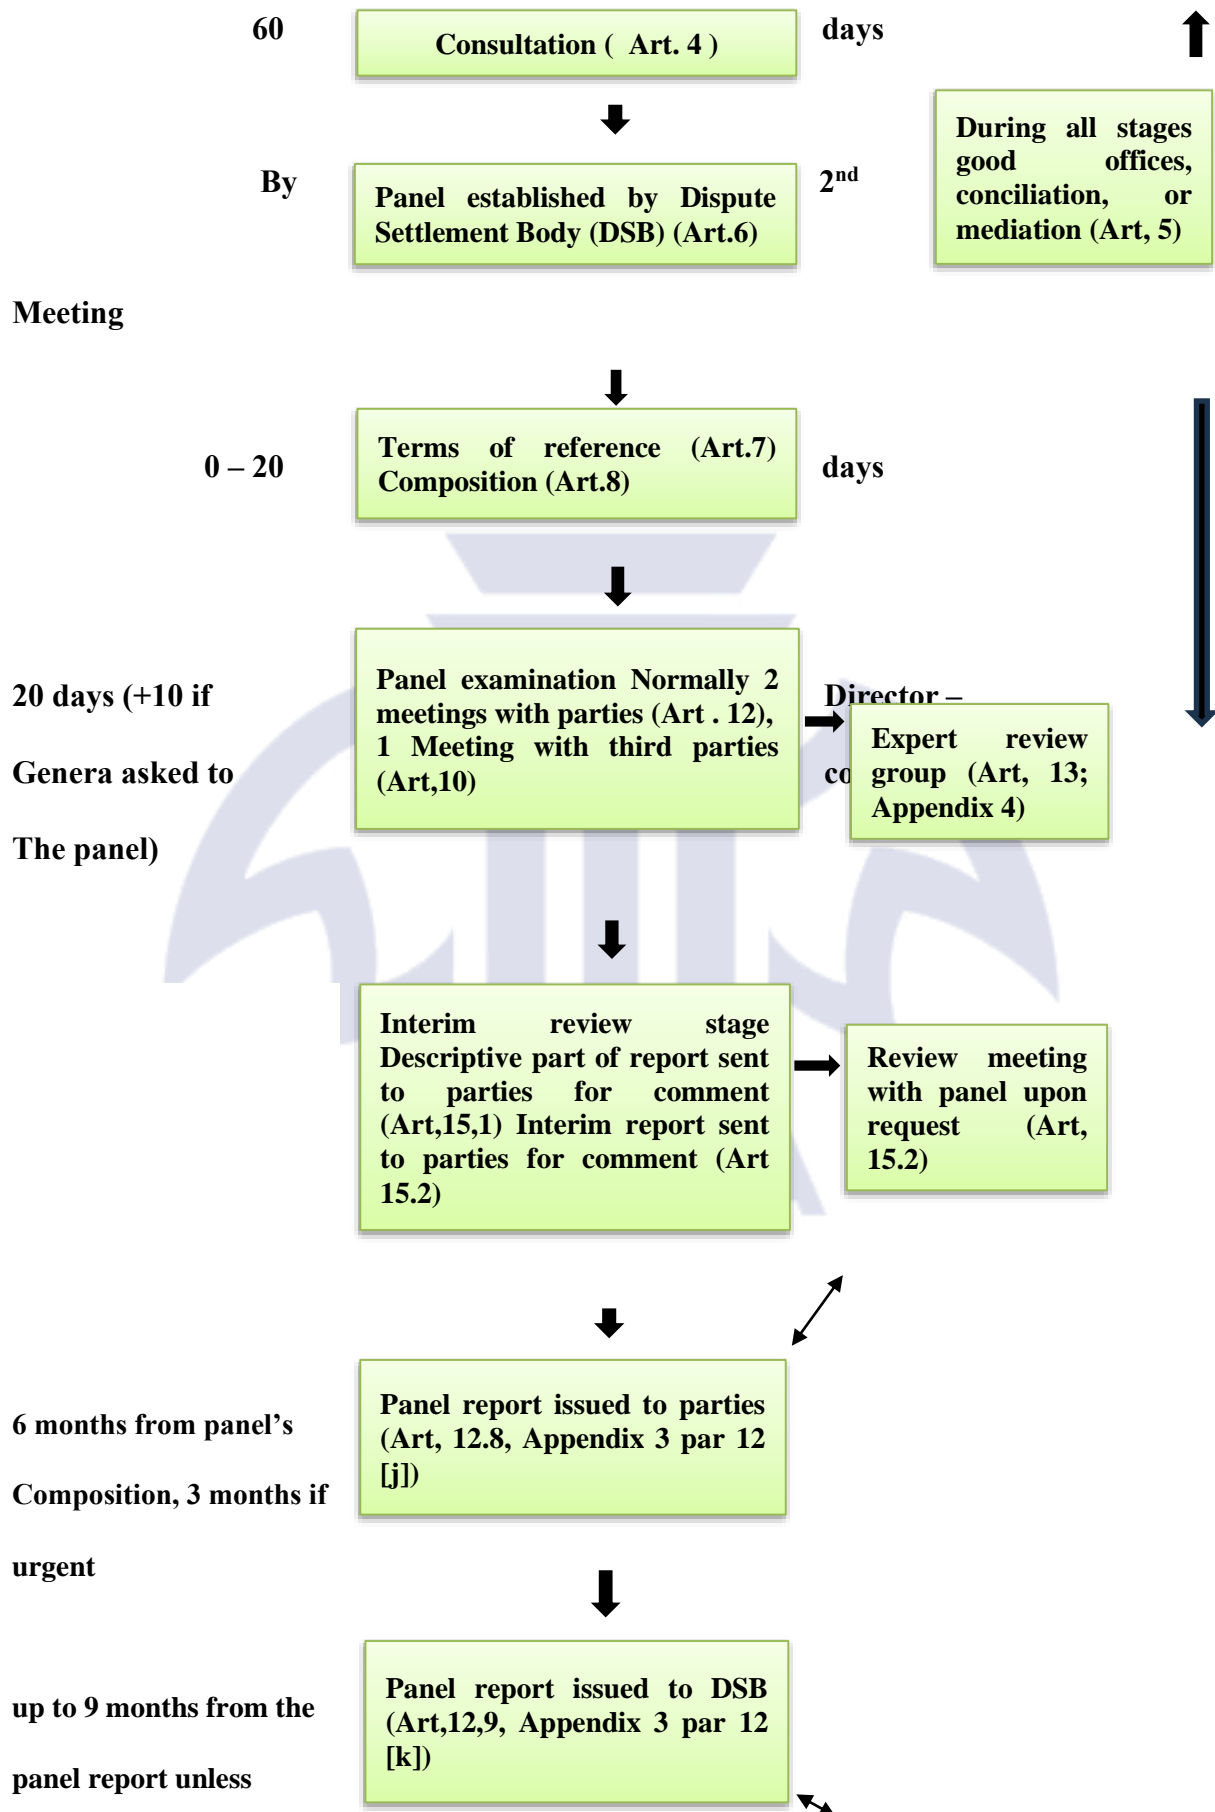 60 days
Consultation ( Art. 4 )
During all stages
good offices,
conciliation, or
mediation (Art, 5)
By 2nd
Panel established by Dispute
Settlement Body (DSB) (Art.6)
Meeting
0 – 20 days
Terms of reference (Art.7)
Composition (Art.8)
20 days (+10 if Director –
Genera asked to
The panel)
Panel examination Normally 2
meetings with parties (Art . 12),
1 Meeting with third parties
(Art,10)
Expert review
group (Art, 13;
Appendix 4)
Interim review stage
Descriptive part of report sent
to parties for comment
(Art,15,1) Interim report sent
to parties for comment (Art
15.2)
Review meeting
with panel upon
request (Art,
15.2)
6 months from panel’s
Composition, 3 months if
urgent
Panel report issued to parties
(Art, 12.8, Appendix 3 par 12
[j])
up to 9 months from the
panel report unless
Panel report issued to DSB
(Art,12,9, Appendix 3 par 12
[k])